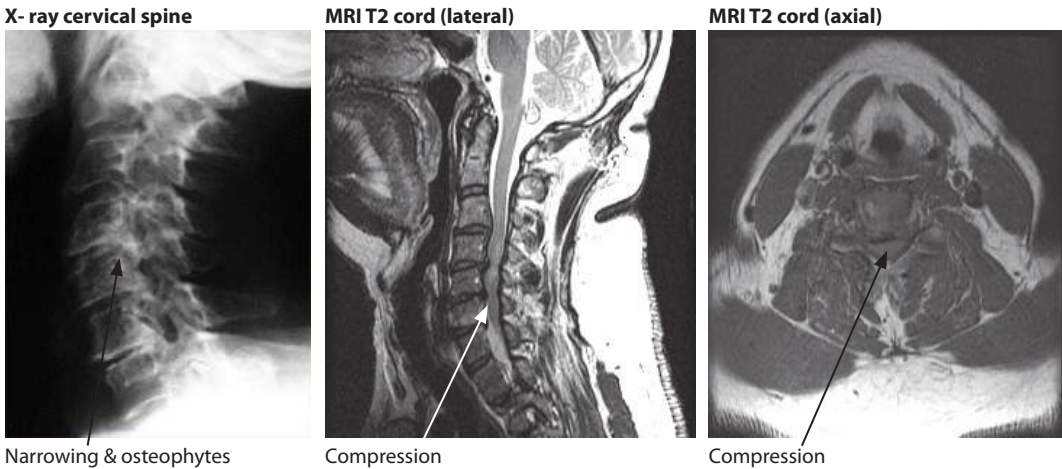 X- ray cervical spine
MRI T2 cord (lateral)
MRI T2 cord (axial)
Narrowing & osteophytes
Compression
Compression